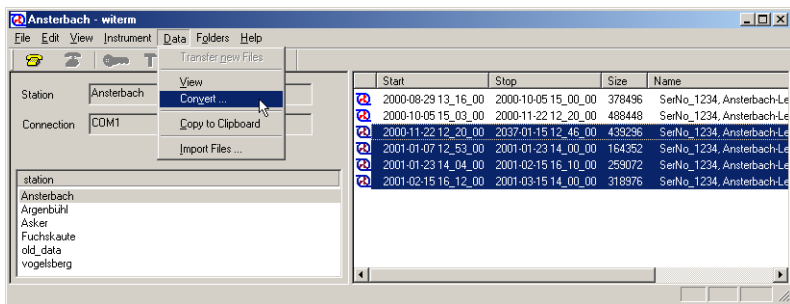 Ansterbach - witerm
File Edit View Instrument Data Folders Help
Transfer new Files
View
Convert ...
Copy to Clipboard
Import Files ...
Station Ansterbach
Connection COM1
station
Ansterbach
Argenbühl
Asker
Fuchskaute
old_data
vogelsberg
Start Stop Size Name
2000-08-29 13_16_00 2000-10-05 15_00_00 378496 SerNo_1234, Ansterbach-Le
2000-10-05 15_03_00 2000-11-22 12_20_00 488448 SerNo_1234, Ansterbach-Le
2000-11-22 12_20_00 2037-01-15 12_46_00 439296 SerNo_1234, Ansterbach-Le
2001-01-07 12_53_00 2001-01-23 14_00_00 164352 SerNo_1234, Ansterbach-Le
2001-01-23 14_04_00 2001-02-15 16_10_00 259072 SerNo_1234, Ansterbach-Le
2001-02-15 16_12_00 2001-03-15 14_00_00 318976 SerNo_1234, Ansterbach-Le